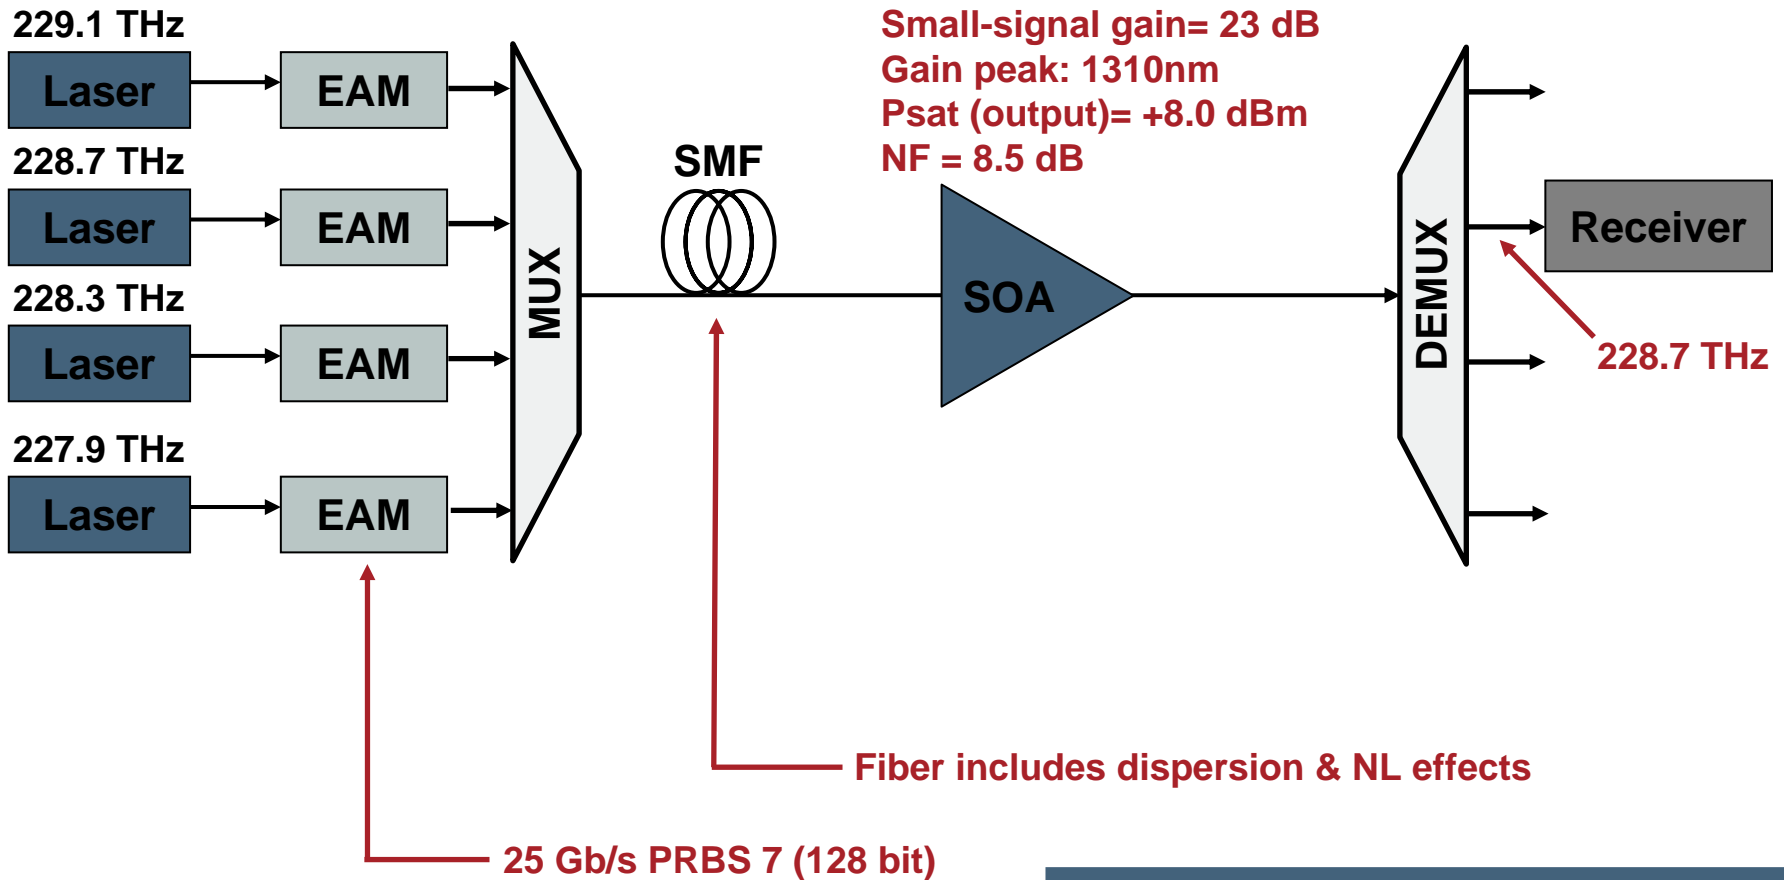 229.1 THz
Laser
EAM
228.7 THz
Laser
EAM
228.3 THz
Laser
EAM
227.9 THz
Laser
EAM
MUX
SMF
Small-signal gain= 23 dB
Gain peak: 1310nm
Psat (output)= +8.0 dBm
NF = 8.5 dB
SOA
DEMUX
Receiver
228.7 THz
Fiber includes dispersion & NL effects
25 Gb/s PRBS 7 (128 bit)